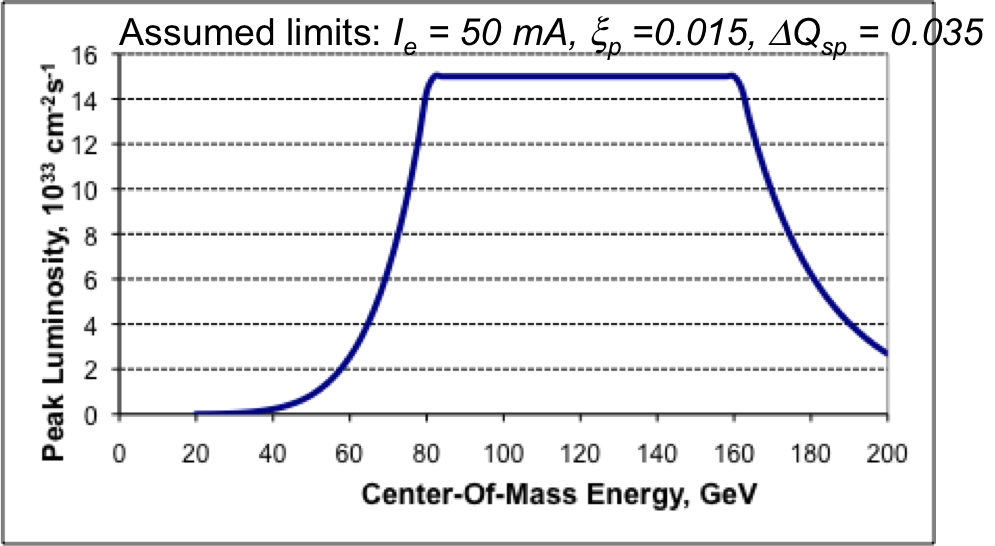 Assumed limits: Iₑ = 50 mA, ξₚ =0.015, ΔQₛₚ = 0.035
Peak Luminosity, 10³³ cm⁻²s⁻¹
16
14
12
10
8
6
4
2
0
0 20 40 60 80 100 120 140 160 180 200
Center-Of-Mass Energy, GeV